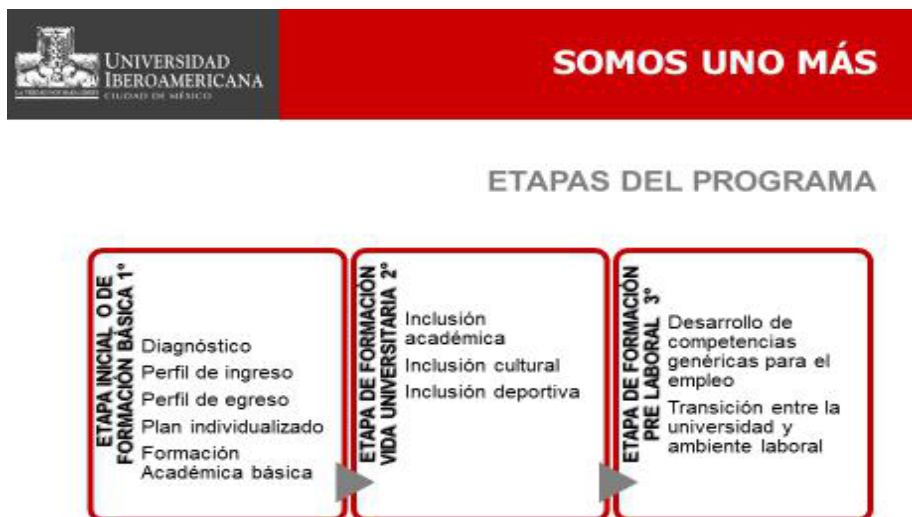 UNIVERSIDAD
IBEROAMERICANA
CIUDAD DE MÉXICO
SOMOS UNO MÁS
ETAPAS DEL PROGRAMA
ETAPA INICIAL O DE
FORMACIÓN BÁSICA 1°
Diagnóstico
Perfil de ingreso
Perfil de egreso
Plan individualizado
Formación
Académica básica
ETAPA DE FORMACIÓN
VIDA UNIVERSITARIA 2°
Inclusión
académica
Inclusión cultural
Inclusión deportiva
ETAPA DE FORMACIÓN
PRE LABORAL 3°
Desarrollo de
competencias
genéricas para el
empleo
Transición entre la
universidad y
ambiente laboral